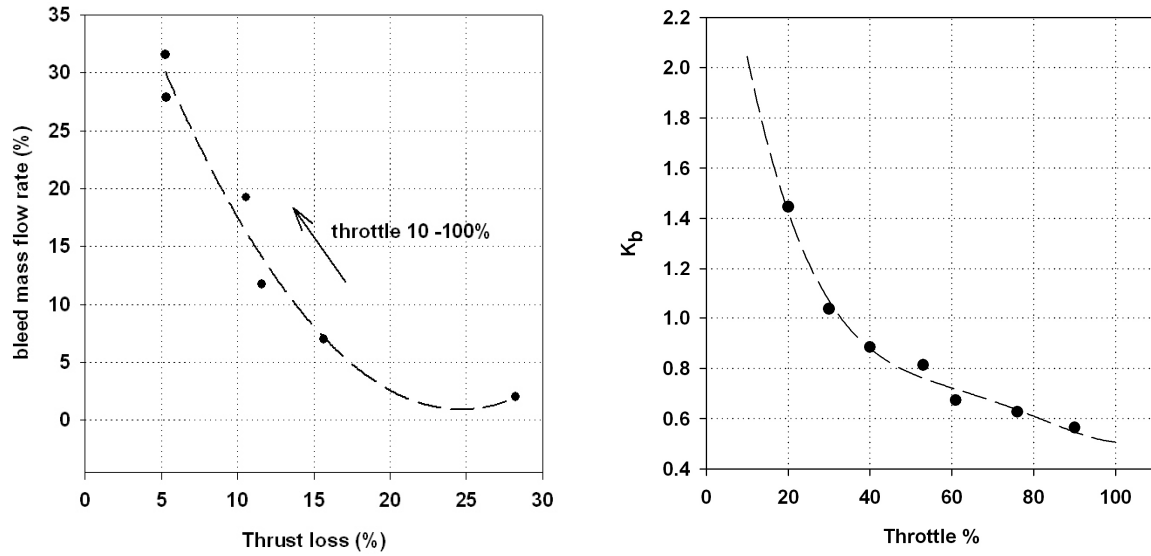 35
30
25
20
15
10
5
0
bleed mass flow rate (%)
throttle 10 -100%
0 5 10 15 20 25 30
Thrust loss (%)
2.2
2.0
1.8
1.6
1.4
1.2
1.0
0.8
0.6
0.4
Kb
0 20 40 60 80 100
Throttle %